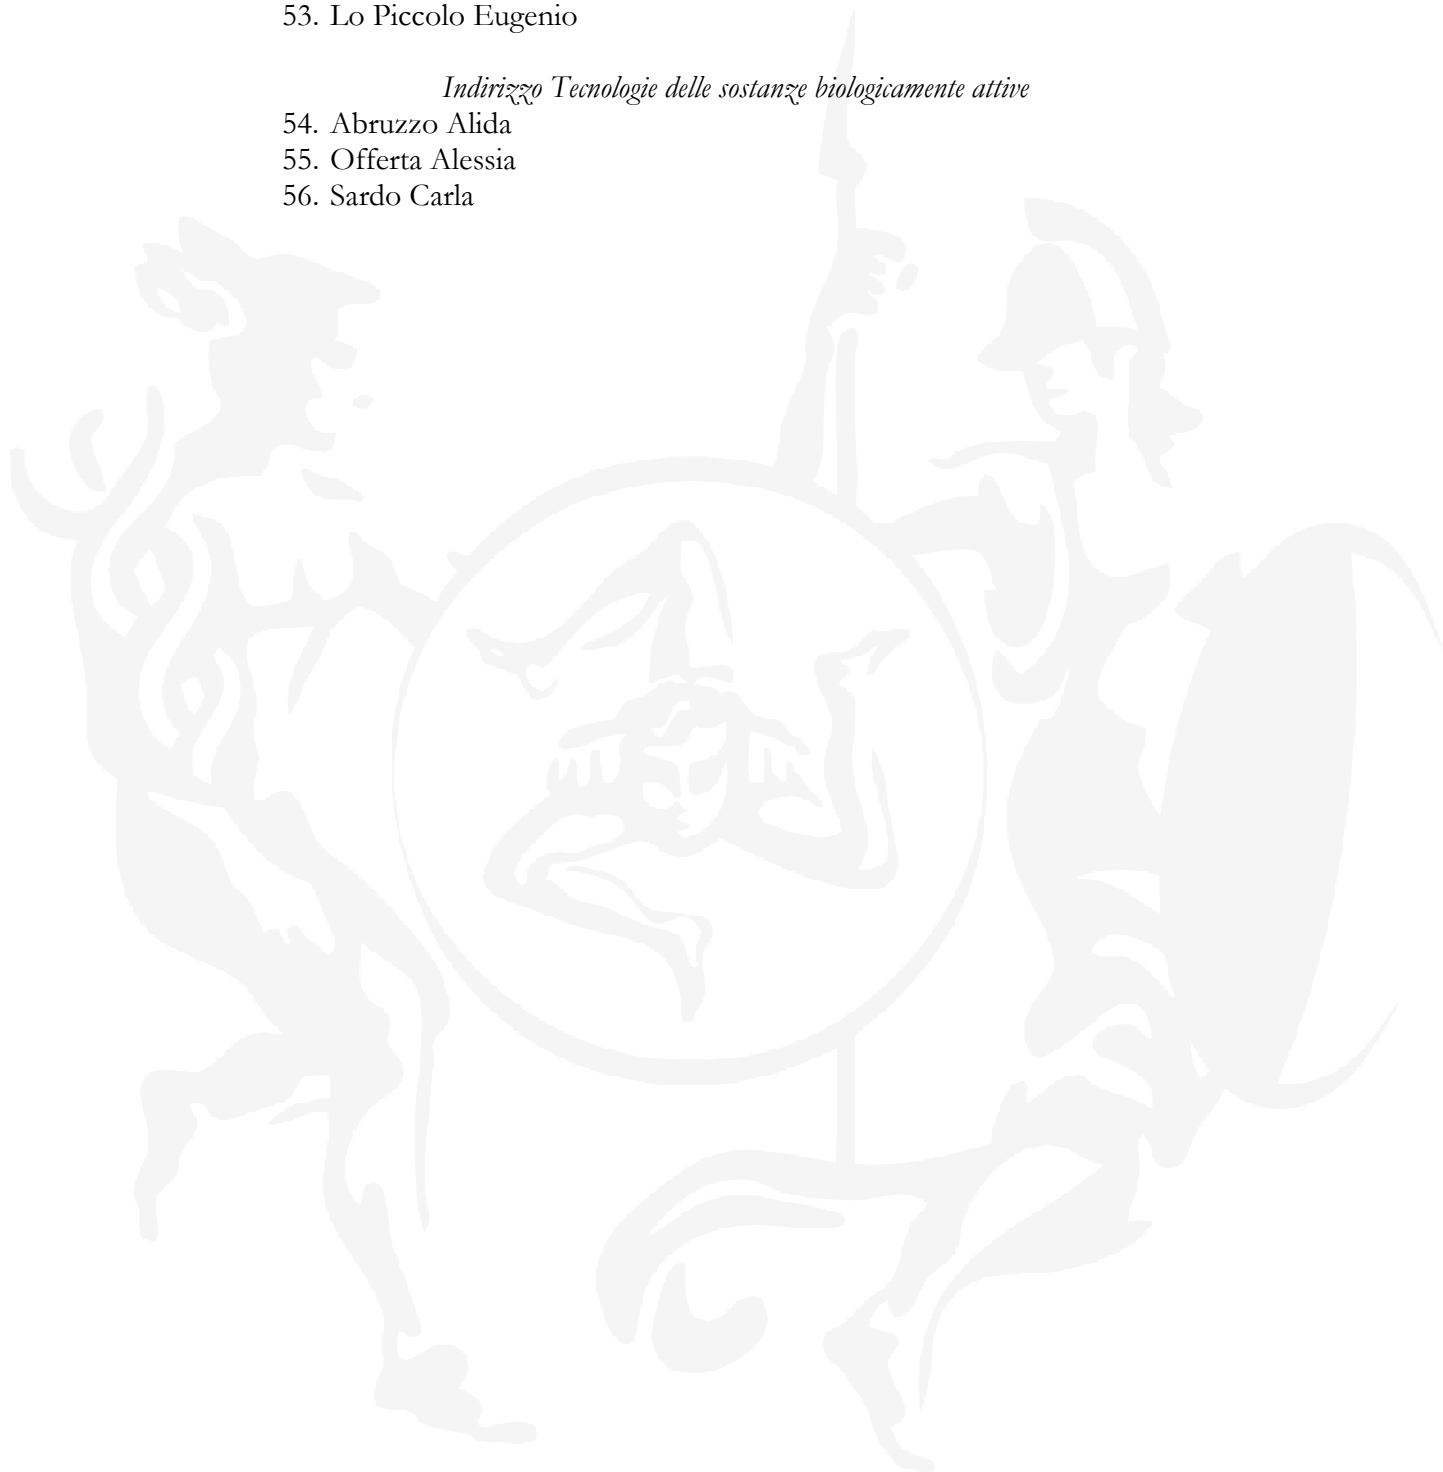 53. Lo Piccolo Eugenio
Indirizzo Tecnologie delle sostanze biologicamente attive
54. Abruzzo Alida
55. Offerta Alessia
56. Sardo Carla